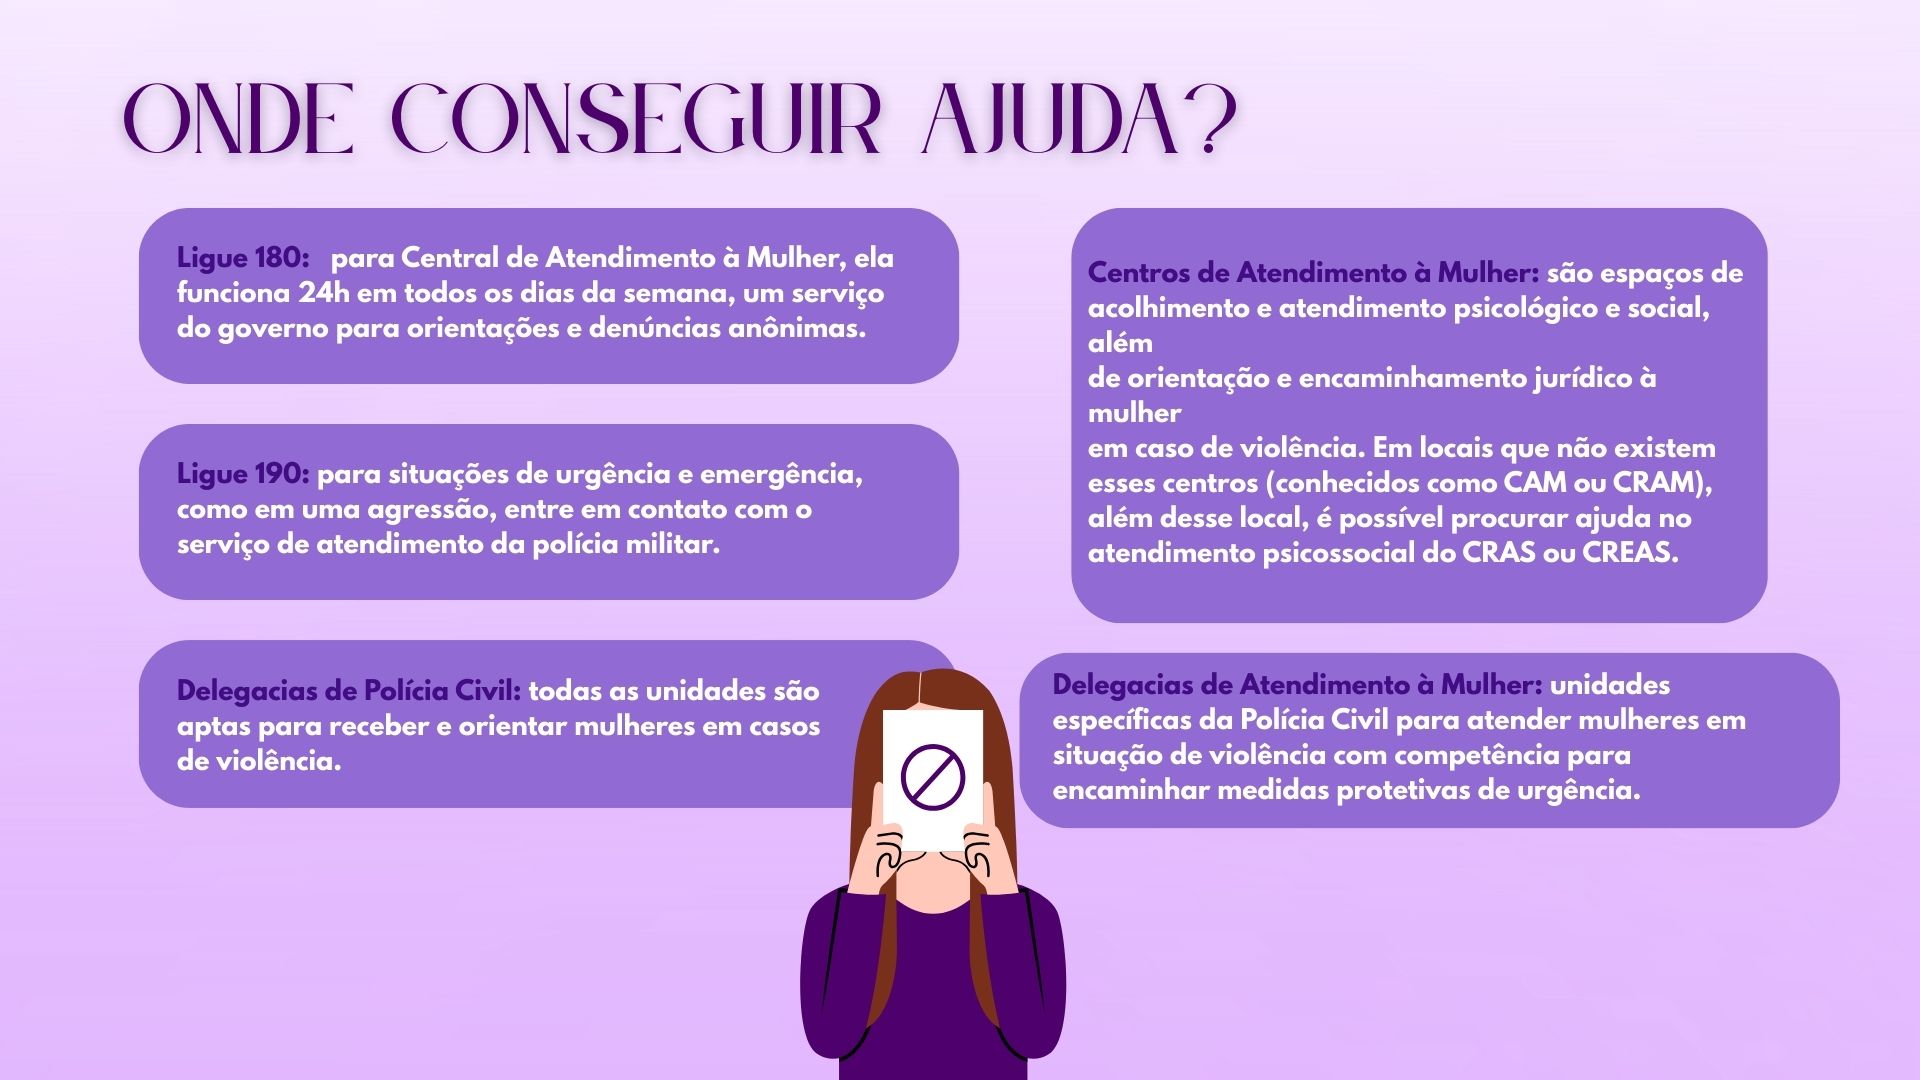 ONDE CONSEGUIR AJUDA?
Ligue 180: para Central de Atendimento à Mulher, ela
funciona 24h em todos os dias da semana, um serviço
do governo para orientações e denúncias anônimas.
Ligue 190: para situações de urgência e emergência,
como em uma agressão, entre em contato com o
serviço de atendimento da polícia militar.
Delegacias de Polícia Civil: todas as unidades são
aptas para receber e orientar mulheres em casos
de violência.
Centros de Atendimento à Mulher: são espaços de
acolhimento e atendimento psicológico e social,
além
de orientação e encaminhamento jurídico à
mulher
em caso de violência. Em locais que não existem
esses centros (conhecidos como CAM ou CRAM),
além desse local, é possível procurar ajuda no
atendimento psicossocial do CRAS ou CREAS.
Delegacias de Atendimento à Mulher: unidades
específicas da Polícia Civil para atender mulheres em
situação de violência com competência para
encaminhar medidas protetivas de urgência.